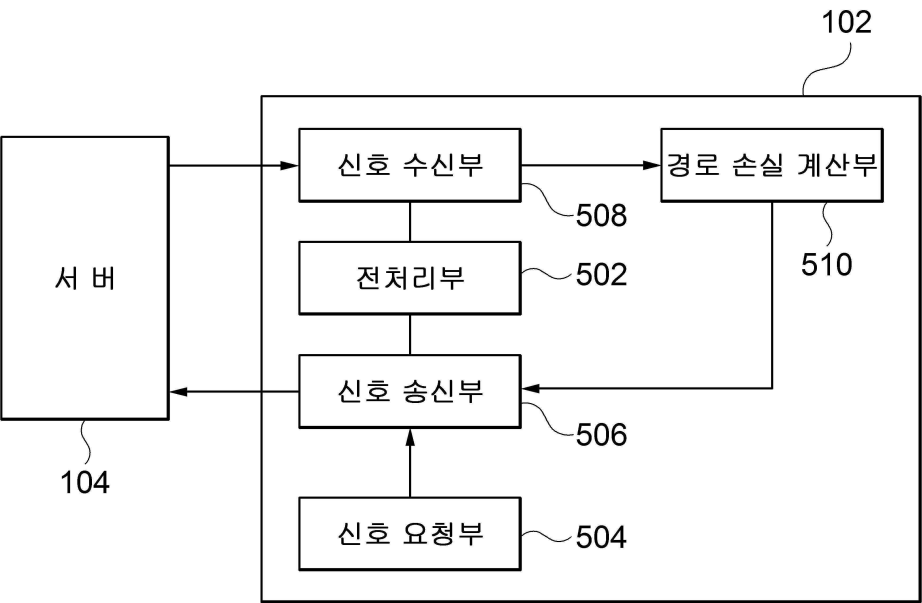 102
신호 수신부
508
경로 손실 계산부
510
서 버
104
전처리부
502
신호 송신부
506
신호 요청부
504